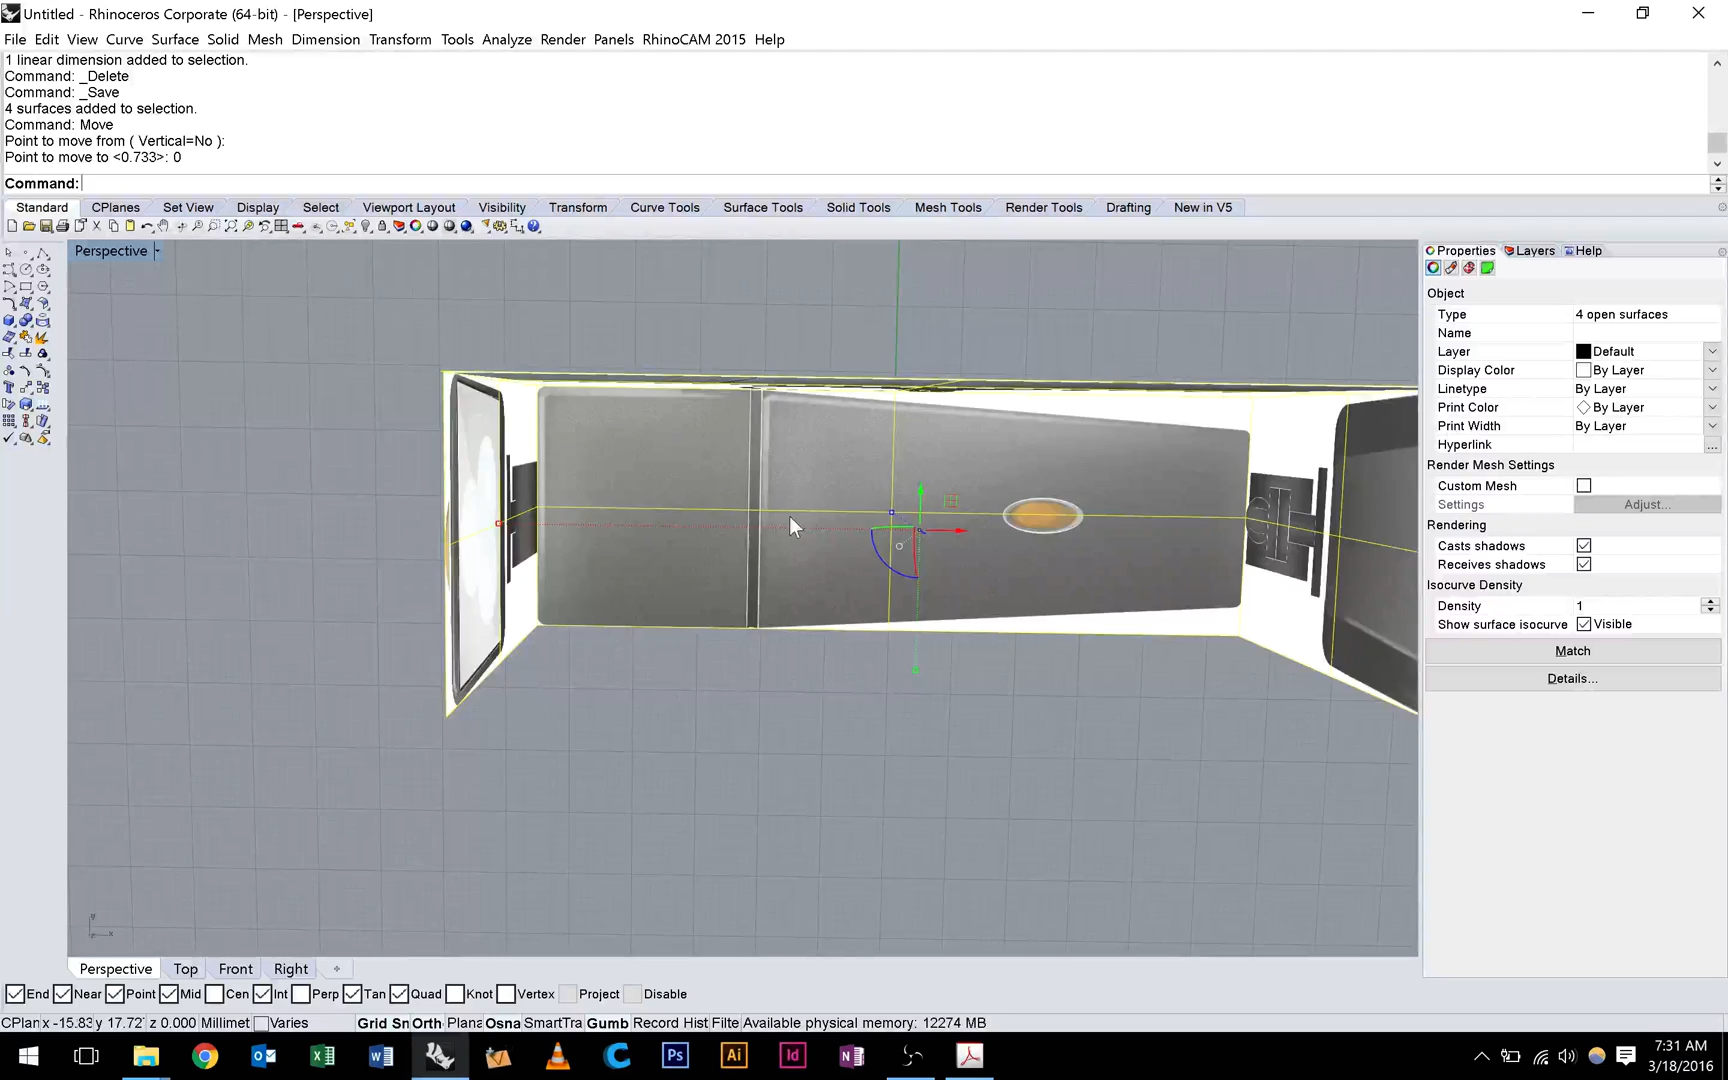 Untitled - Rhinoceros Corporate (64-bit) - [Perspective]
File Edit View Curve Surface Solid Mesh Dimension Transform Tools Analyze Render Panels RhinoCAM 2015 Help
1 linear dimension added to selection.
Command: _Delete
Command: _Save
4 surfaces added to selection.
Command: Move
Point to move from ( Vertical=No ):
Point to move to <0.733>: 0
Command:
Standard CPlanes Set View Display Select Viewport Layout Visibility Transform Curve Tools Surface Tools Solid Tools Mesh Tools Render Tools Drafting New in V5
Perspective
Properties Layers Help
Object
Type 4 open surfaces
Name
Layer Default
Display Color By Layer
Linetype By Layer
Print Color By Layer
Print Width By Layer
Hyperlink ...
Render Mesh Settings
Custom Mesh
Settings Adjust...
Rendering
Casts shadows
Receives shadows
Isocurve Density
Density 1
Show surface isocurve Visible
Match
Details...
y
x
Perspective Top Front Right
End Near Point Mid Cen Int Perp Tan Quad Knot Vertex Project Disable
CPlan x -15.83 y 17.72 z 0.000 Millimet Varies Grid Sn Orth Plana Osna SmartTra Gumb Record Hist Filte Available physical memory: 12274 MB
Ps Ai Id
7:31 AM
3/18/2016